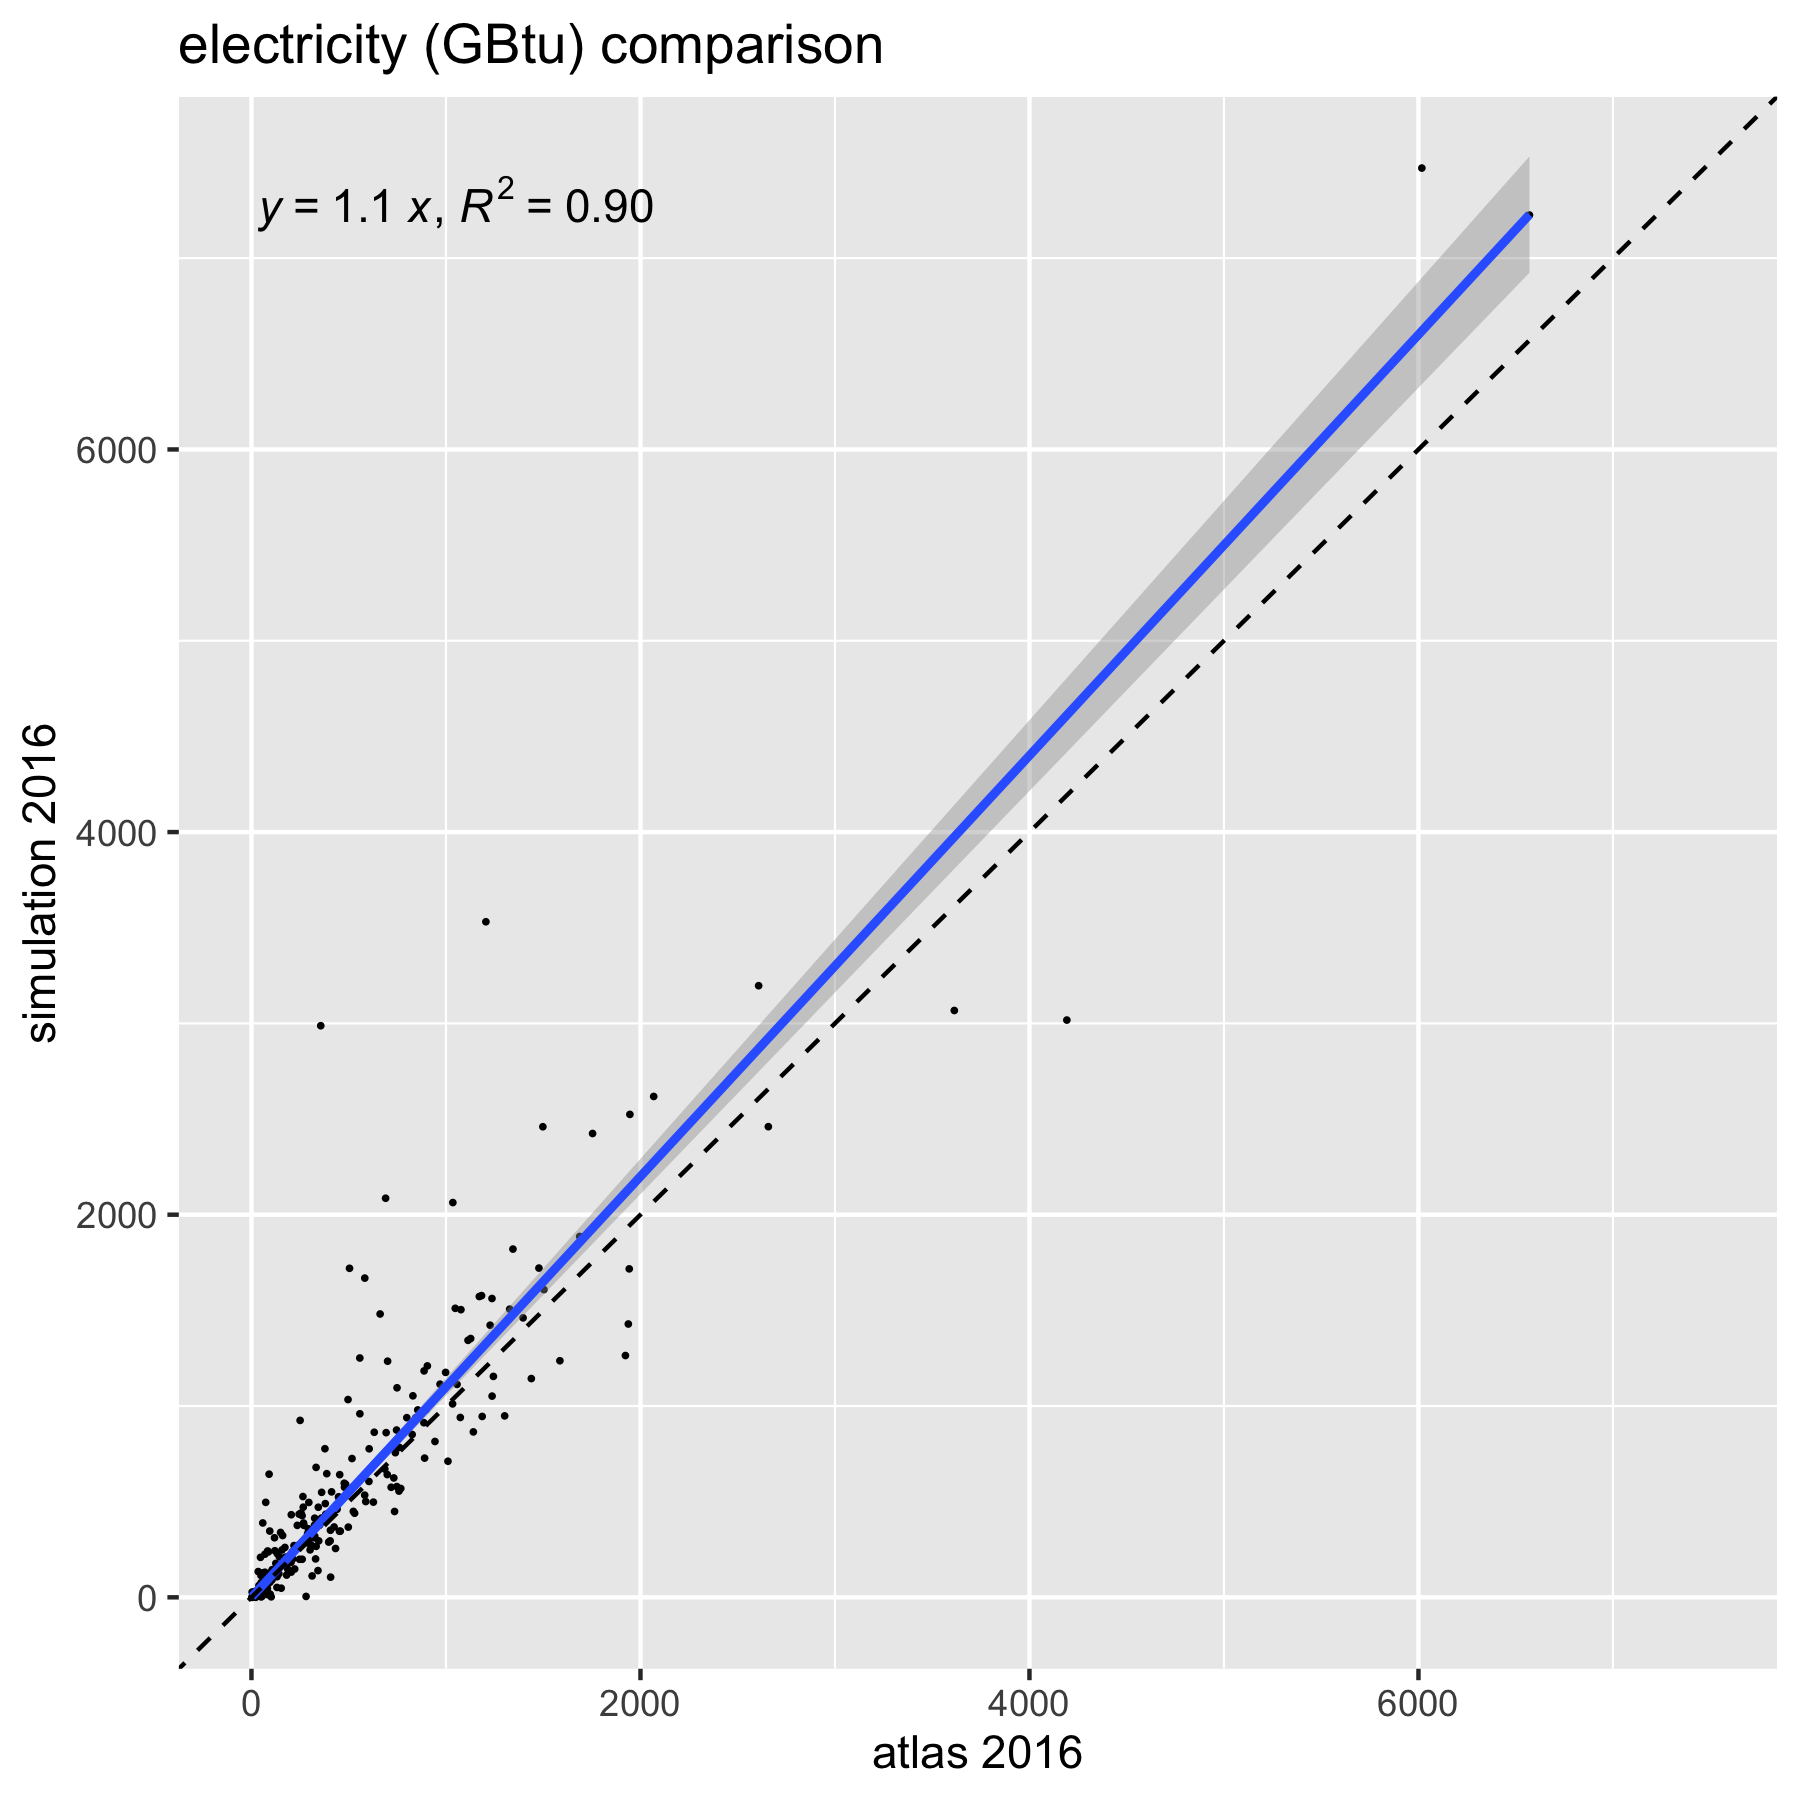 electricity (GBtu) comparison
y = 1.1 x, R² = 0.90
6000
4000
2000
0
simulation 2016
0 2000 4000 6000
atlas 2016